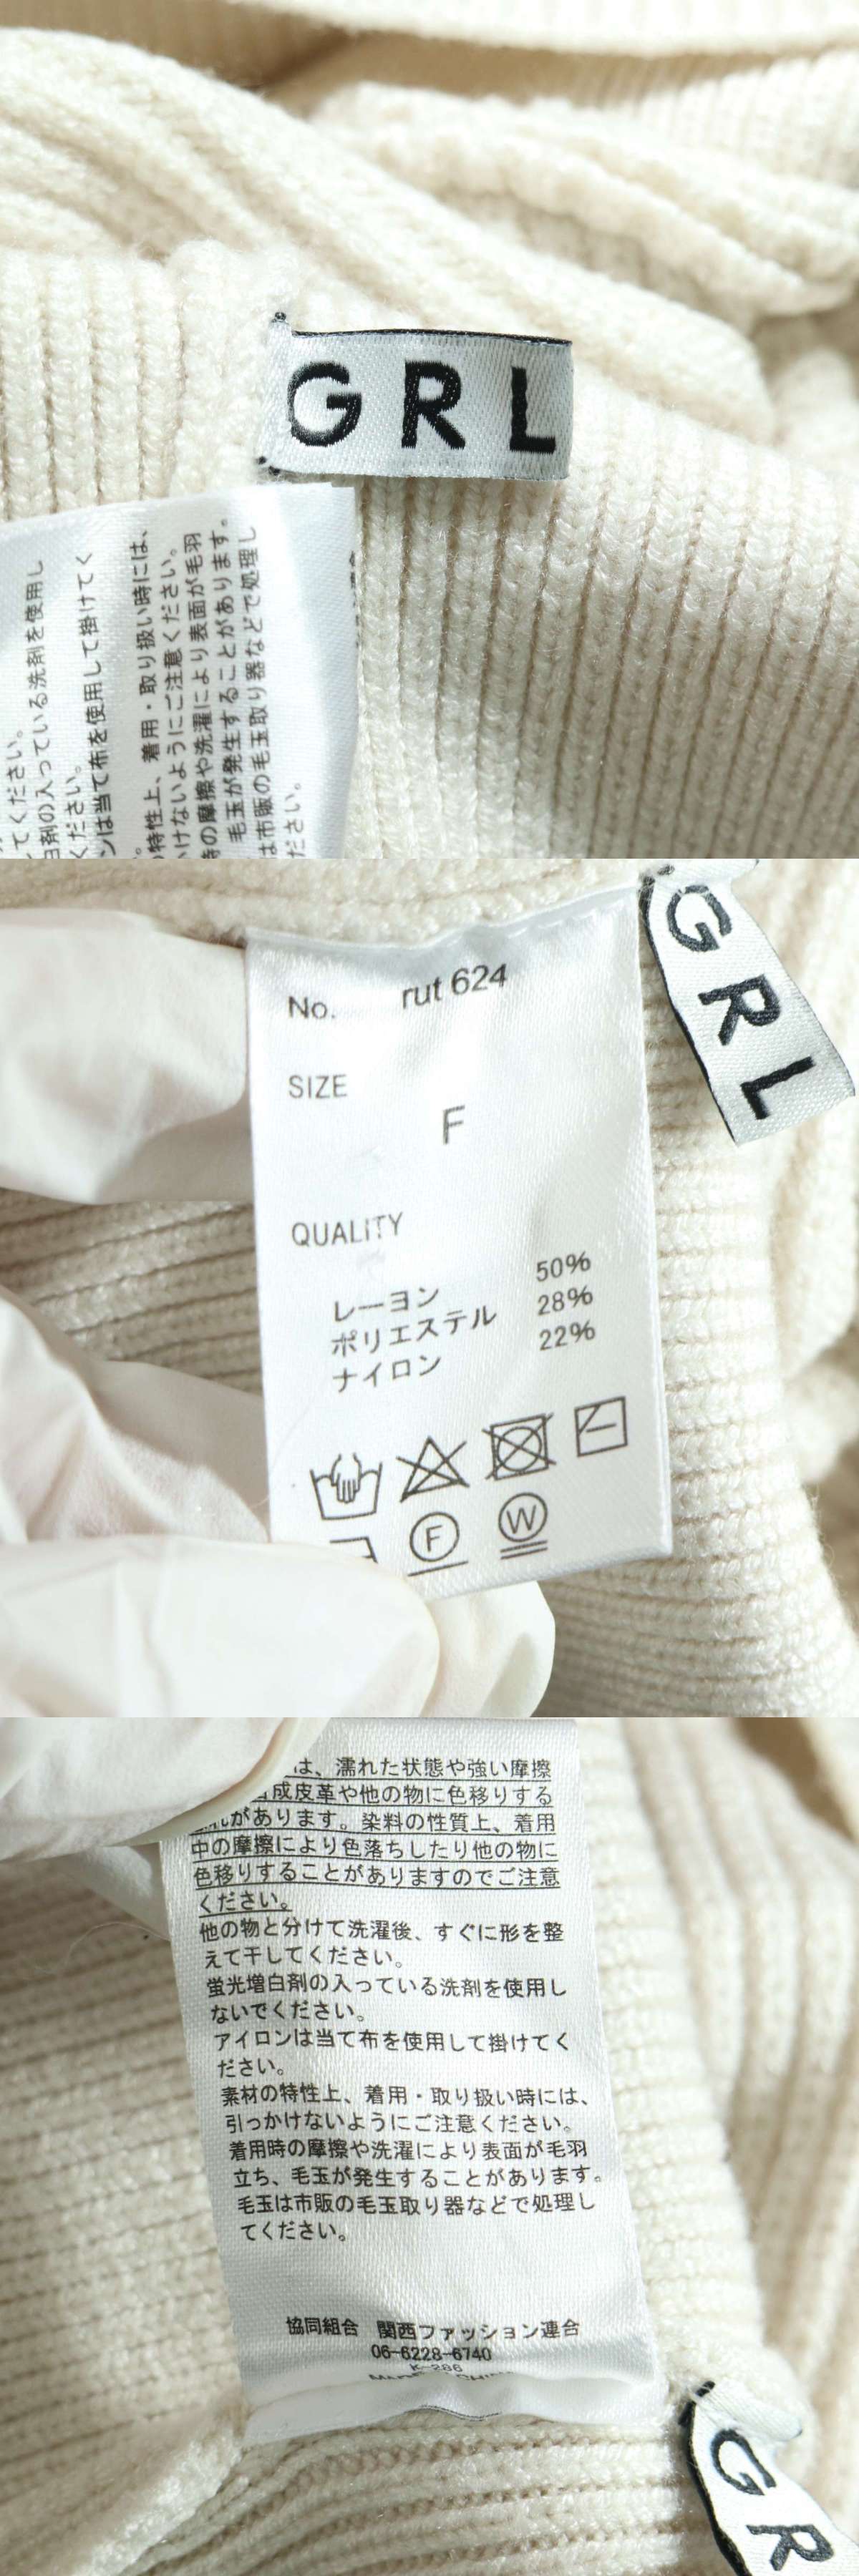 GRL
てください。
白剤の入っている洗剤を使用し
ください。
ンは当て布を使用して掛けてく
特性上、着用・取り扱い時には、
けないようにご注意ください。
時の摩擦や洗濯により表面が毛羽
毛玉が発生することがあります。
は市販の毛玉取り器などで処理し
ださい。
GRL
No. rut 624
SIZE
F
QUALITY
レーヨン 50%
ポリエステル 28%
ナイロン 22%
F W
は、濡れた状態や強い摩擦
成皮革や他の物に色移りする
があります。染料の性質上、着用
中の摩擦により色落ちしたり他の物に
色移りすることがありますのでご注意
ください。
他の物と分けて洗濯後、すぐに形を整
えて干してください。
蛍光増白剤の入っている洗剤を使用し
ないでください。
アイロンは当て布を使用して掛けてく
ださい。
素材の特性上、着用・取り扱い時には、
引っかけないようにご注意ください。
着用時の摩擦や洗濯により表面が毛羽
立ち、毛玉が発生することがあります。
毛玉は市販の毛玉取り器などで処理し
てください。
協同組合 関西ファッション連合
06-6228-6740
K-286
GR